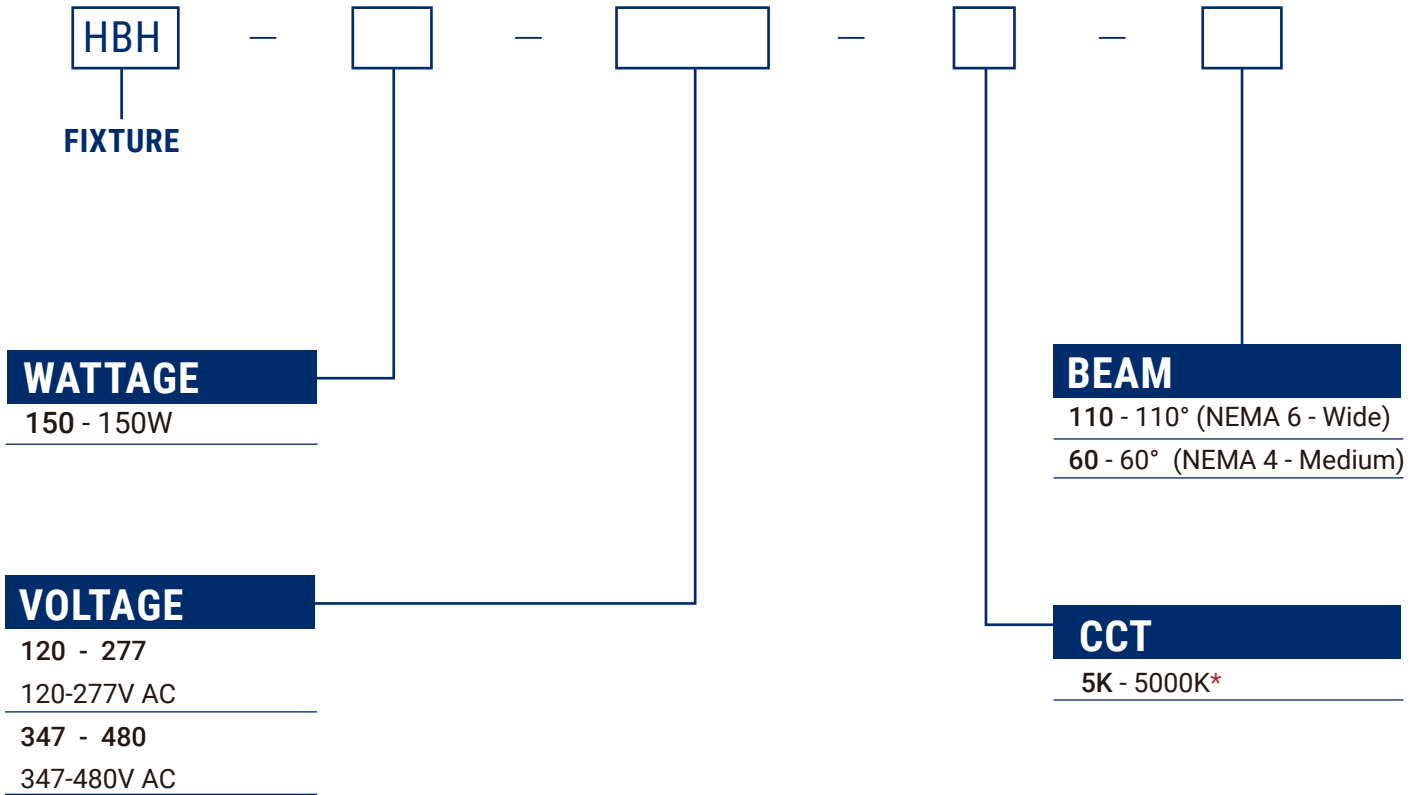 HBH — — — —
FIXTURE
WATTAGE
150 - 150W
VOLTAGE
120 - 277
120-277V AC
347 - 480
347-480V AC
BEAM
110 - 110° (NEMA 6 - Wide)
60 - 60° (NEMA 4 - Medium)
CCT
5K - 5000K*